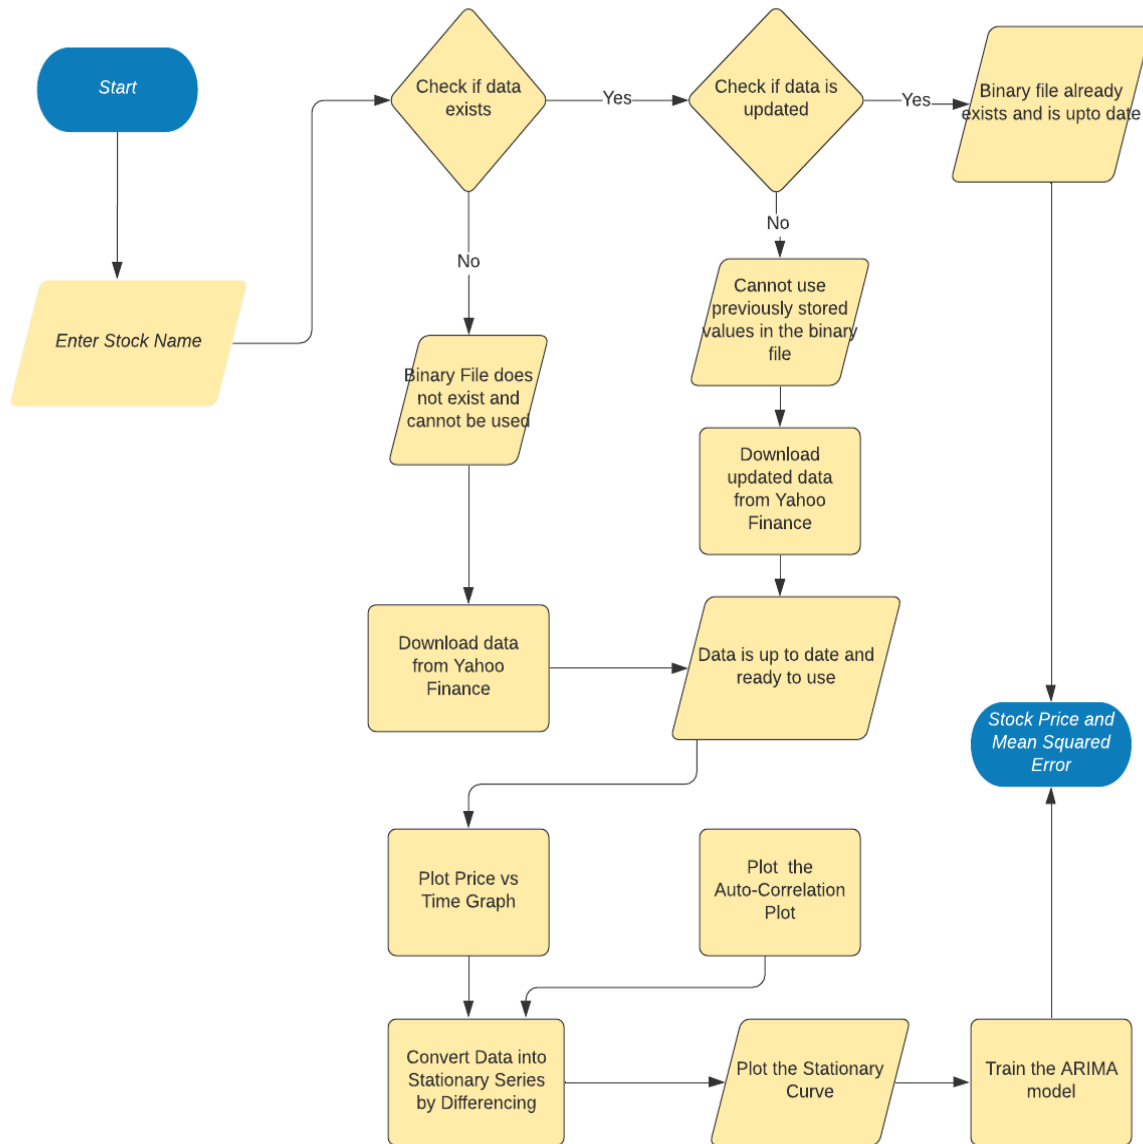 Start
Check if data
exists
Yes
Check if data is
updated
Yes
Binary file already
exists and is upto date
No
No
Enter Stock Name
Cannot use
previously stored
values in the binary
file
Binary File does
not exist and
cannot be used
Download
updated data
from Yahoo
Finance
Download data
from Yahoo
Finance
Data is up to date and
ready to use
Stock Price and
Mean Squared
Error
Plot Price vs
Time Graph
Plot the
Auto-Correlation
Plot
Convert Data into
Stationary Series
by Differencing
Plot the Stationary
Curve
Train the ARIMA
model